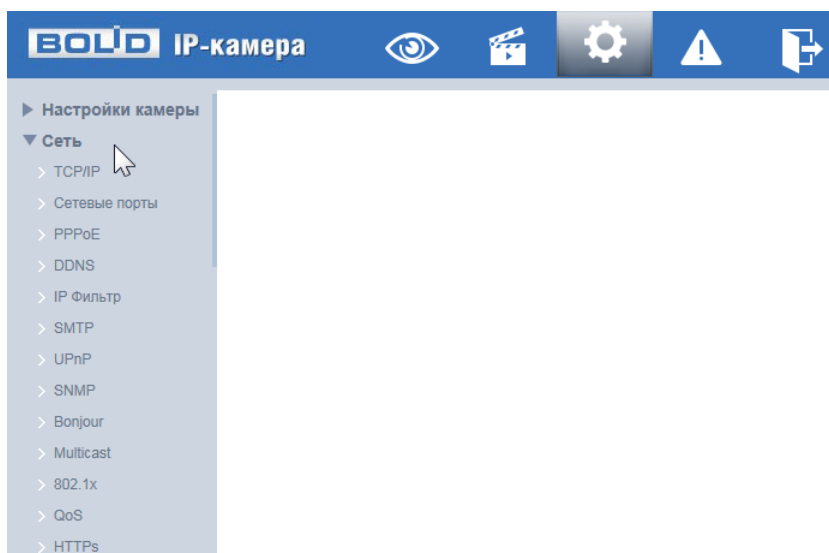 BOLID IP-камера
Настройки камеры
Сеть
TCP/IP
Сетевые порты
PPPoE
DDNS
IP Фильтр
SMTP
UPnP
SNMP
Bonjour
Multicast
802.1x
QoS
HTTPs